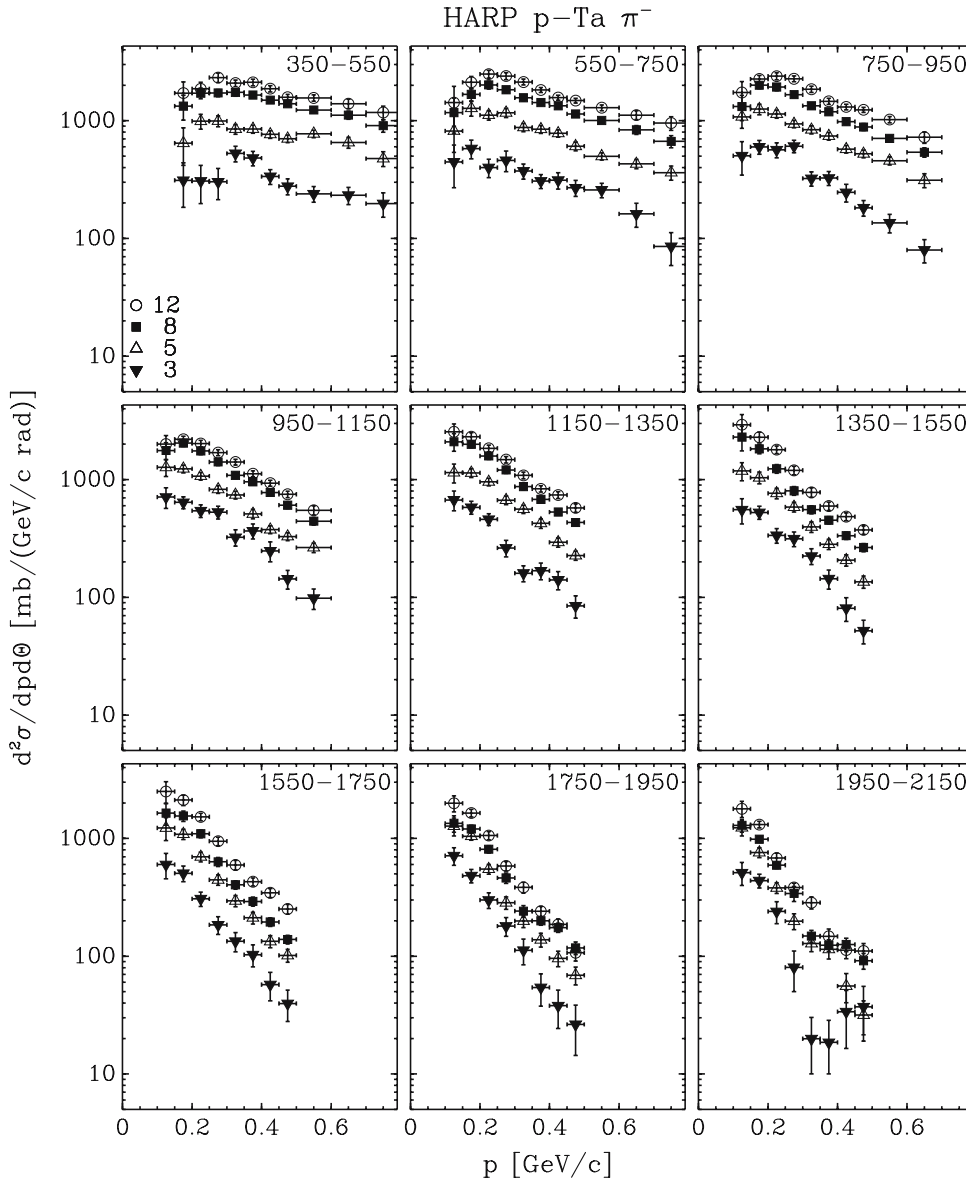 HARP p−Ta π⁻
350−550 550−750 750−950
1000
100
10
12
8
5
3
950−1150 1150−1350 1350−1550
1000
100
10
1550−1750 1750−1950 1950−2150
1000
100
10
0 0.2 0.4 0.6 0 0.2 0.4 0.6 0 0.2 0.4 0.6
p [GeV/c]
d²σ/dpdΘ [mb/(GeV/c rad)]